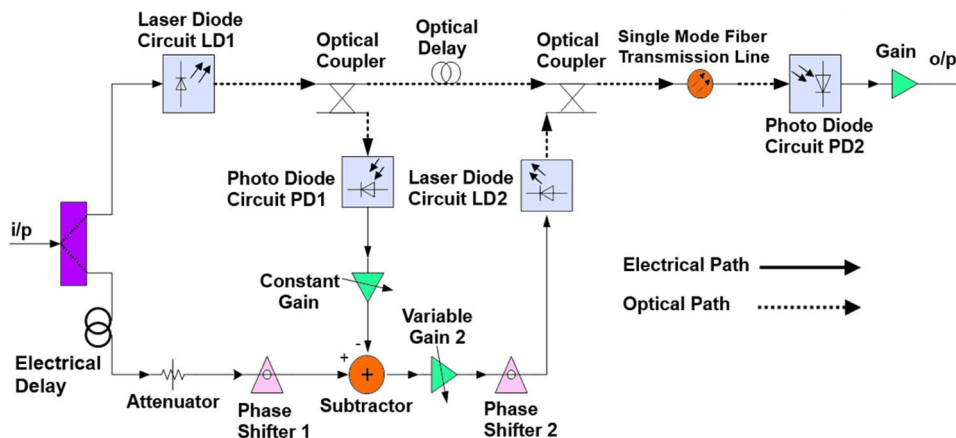 Laser Diode
Circuit LD1
Optical
Coupler
Optical
Delay
Optical
Coupler
Single Mode Fiber
Transmission Line
Gain
o/p
Photo Diode
Circuit PD2
Photo Diode
Circuit PD1
Laser Diode
Circuit LD2
i/p
Constant
Gain
Electrical Path
Optical Path
Variable
Gain 2
Electrical
Delay
Attenuator
Phase
Shifter 1
+
-
+
Subtractor
Phase
Shifter 2